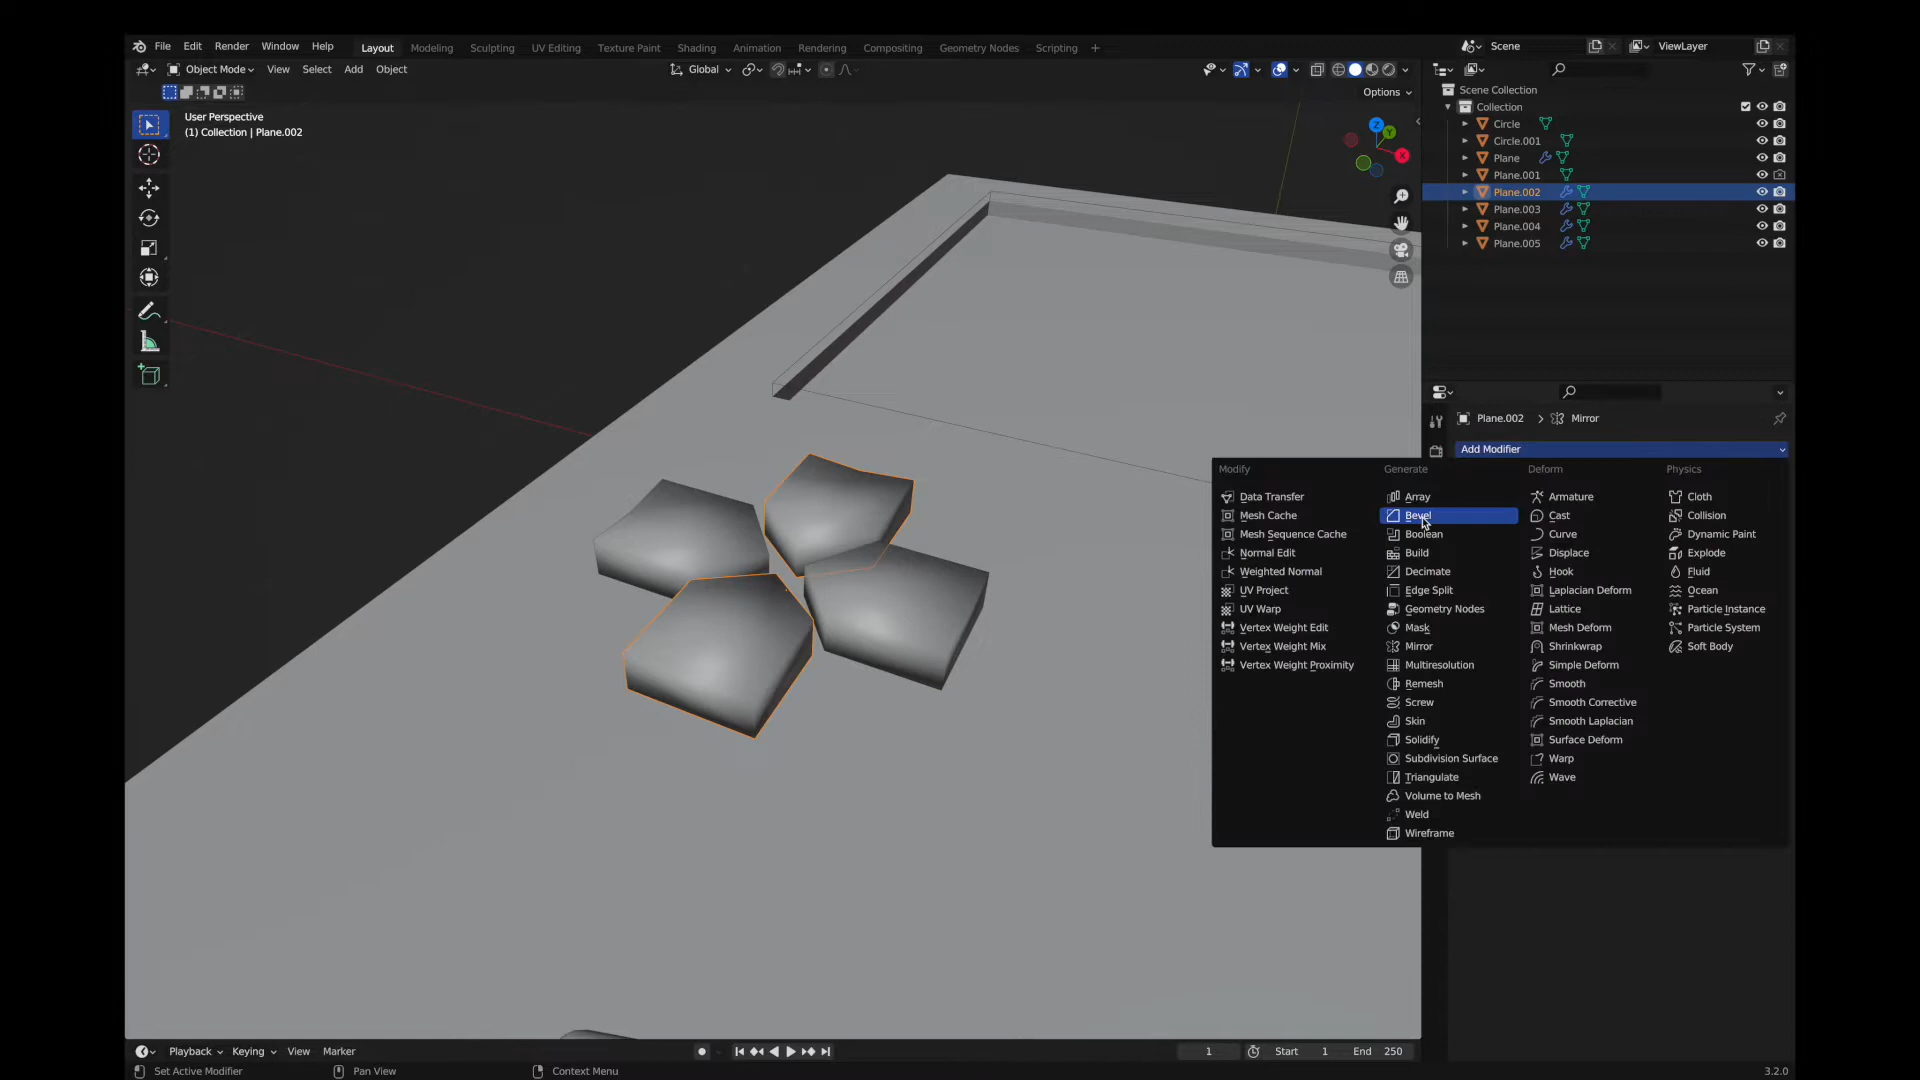 File Edit Render Window Help Layout Modeling Sculpting UV Editing Texture Paint Shading Animation Rendering Compositing Geometry Nodes Scripting + Scene ViewLayer
Object Mode View Select Add Object Global
Options
User Perspective
(1) Collection | Plane.002
Z
Y
X
Scene Collection
Collection
Circle
Circle.001
Plane
Plane.001
Plane.002
Plane.003
Plane.004
Plane.005
Plane.002 > Mirror
Add Modifier
Modify Generate Deform Physics
Data Transfer Array Armature Cloth
Mesh Cache Bevel Cast Collision
Mesh Sequence Cache Boolean Curve Dynamic Paint
Normal Edit Build Displace Explode
Weighted Normal Decimate Hook Fluid
UV Project Edge Split Laplacian Deform Ocean
UV Warp Geometry Nodes Lattice Particle Instance
Vertex Weight Edit Mask Mesh Deform Particle System
Vertex Weight Mix Mirror Shrinkwrap Soft Body
Vertex Weight Proximity Multiresolution Simple Deform
Remesh Smooth
Screw Smooth Corrective
Skin Smooth Laplacian
Solidify Surface Deform
Subdivision Surface Warp
Triangulate Wave
Volume to Mesh
Weld
Wireframe
Playback Keying View Marker 1 Start 1 End 250
Set Active Modifier Pan View Context Menu 3.2.0